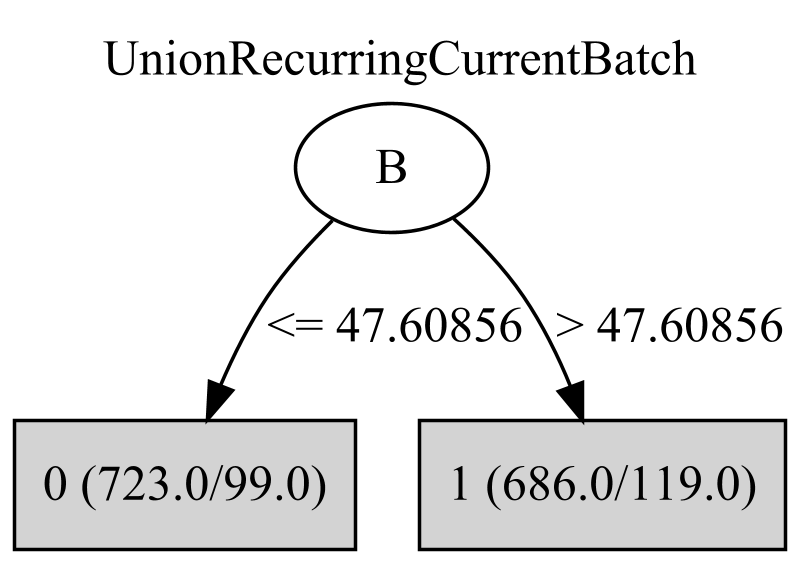 UnionRecurringCurrentBatch
B
<= 47.60856
> 47.60856
0 (723.0/99.0)
1 (686.0/119.0)